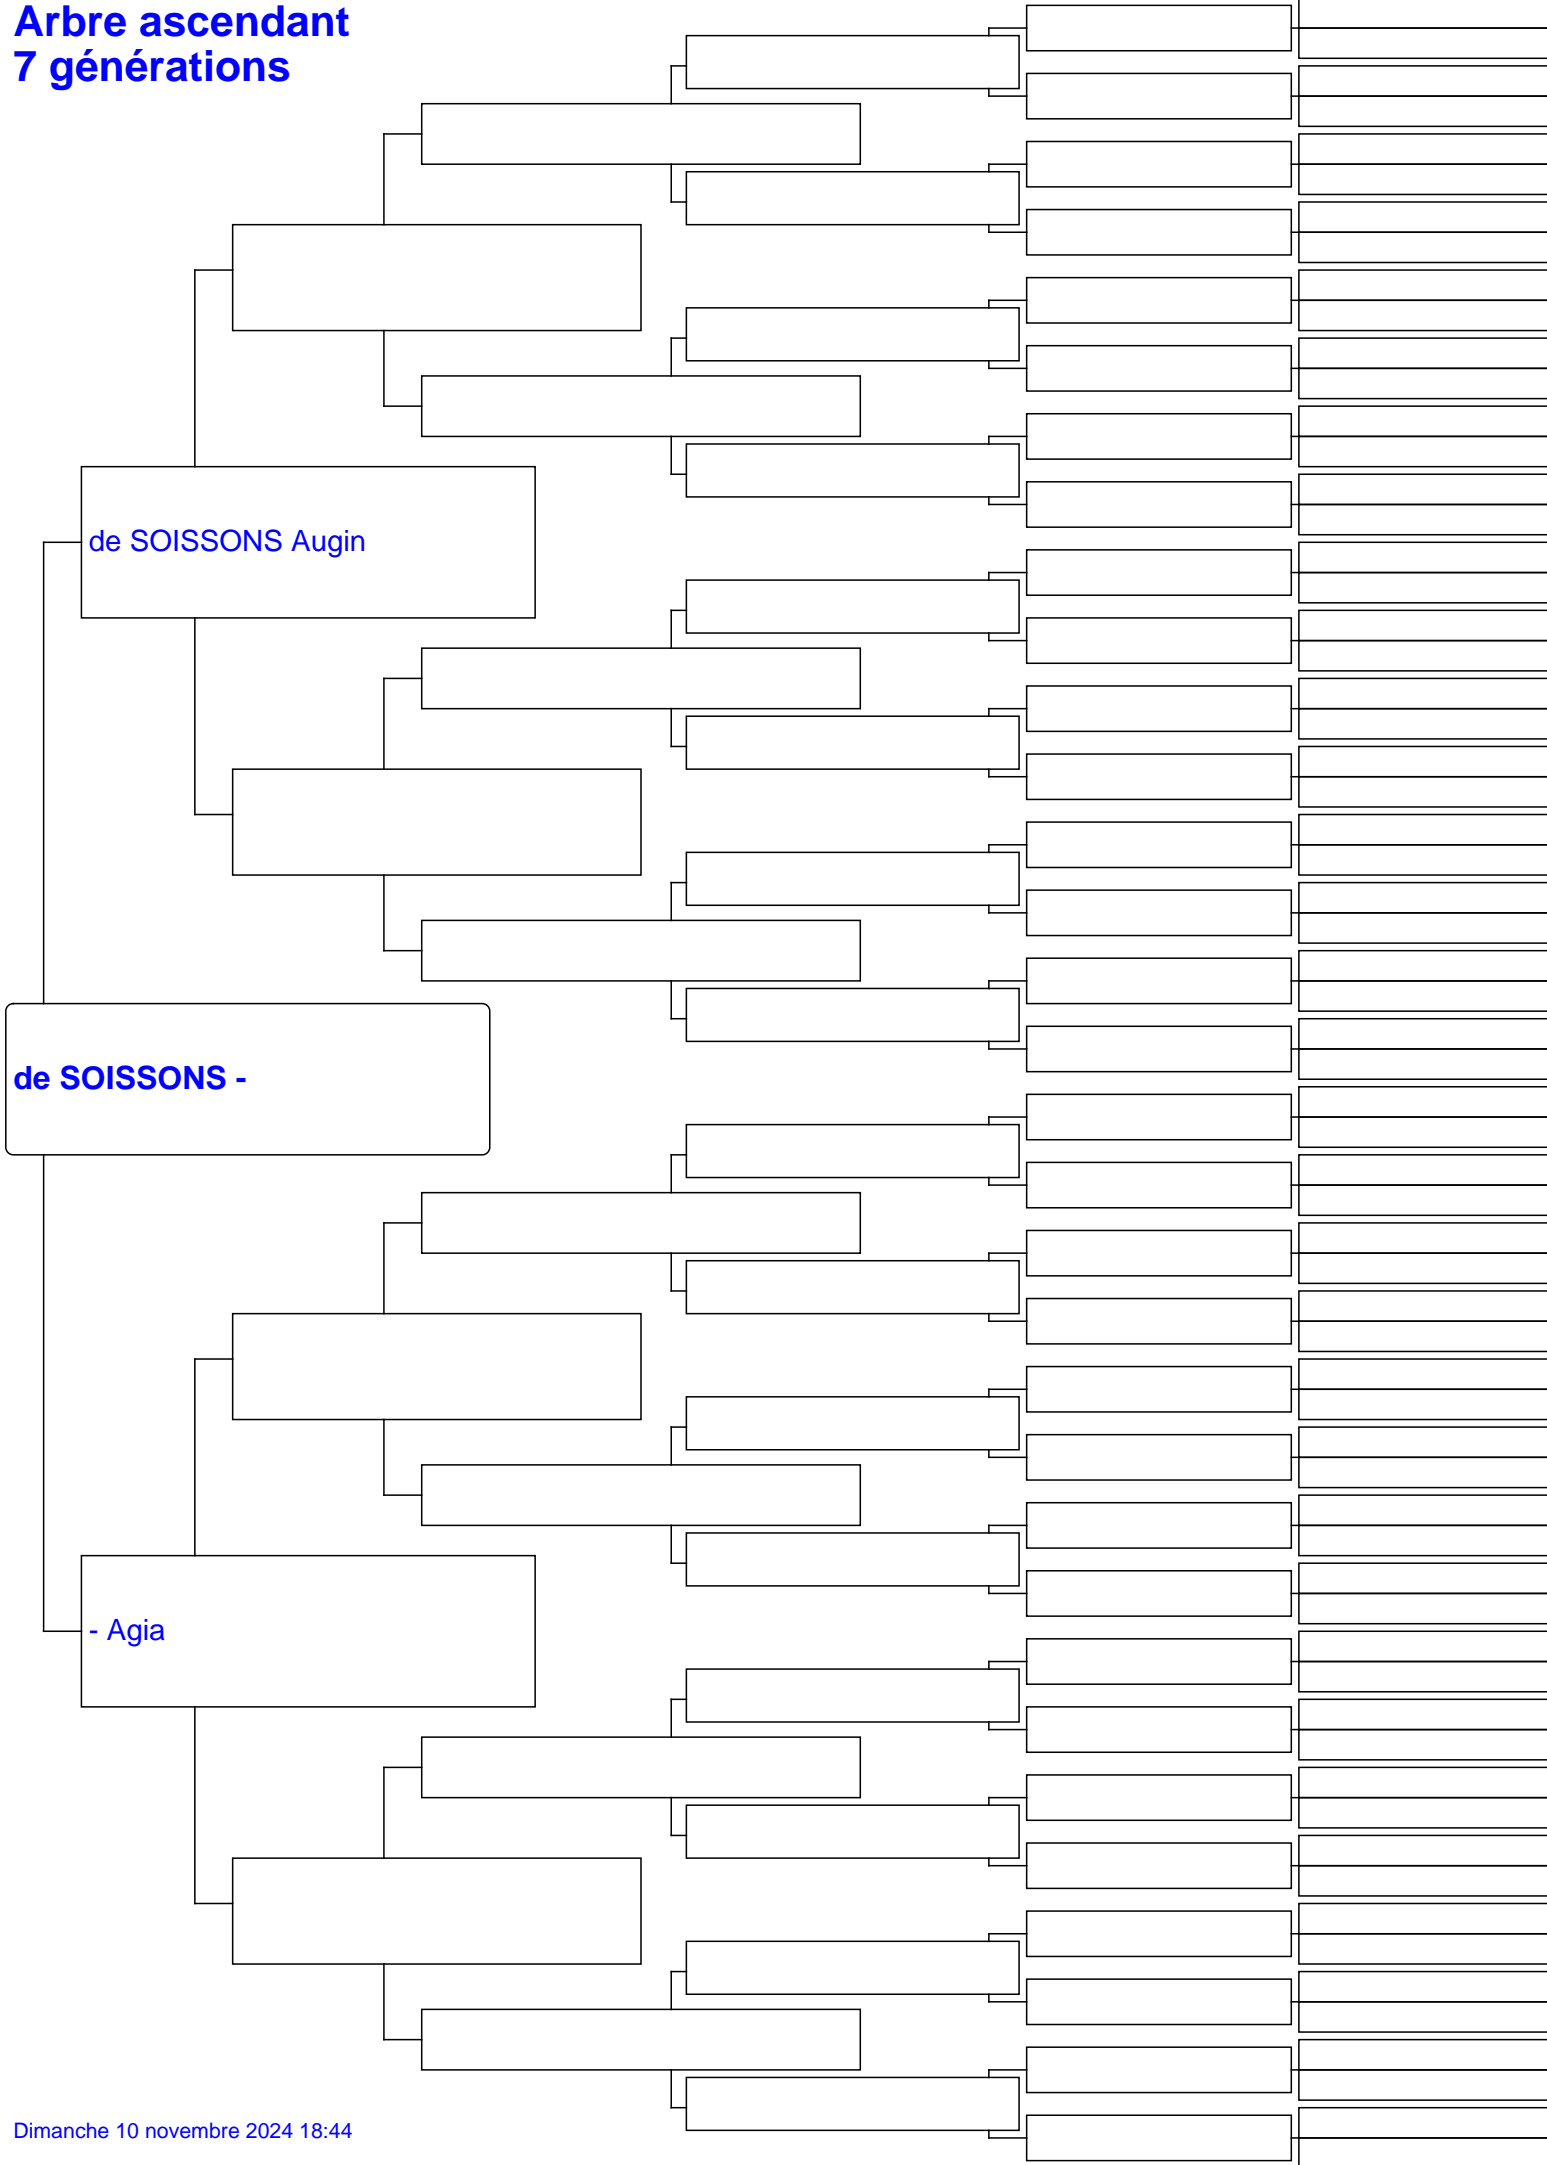 Arbre ascendant
7 générations
de SOISSONS Augin
de SOISSONS -
- Agia
Dimanche 10 novembre 2024 18:44